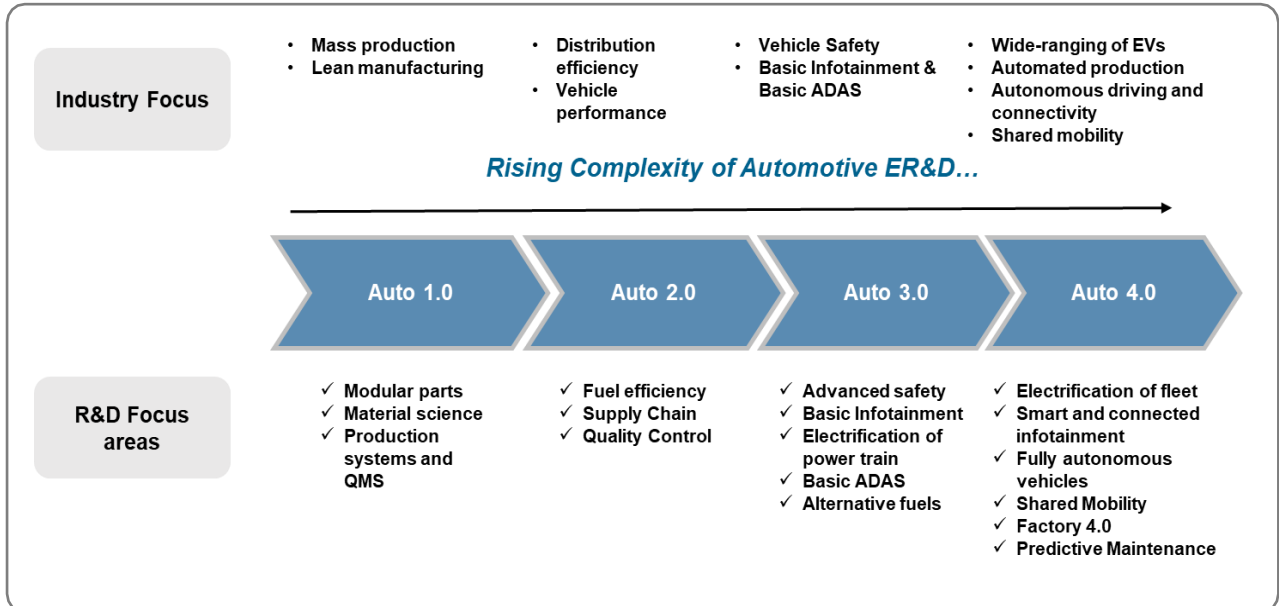 Industry Focus
• Mass production
• Lean manufacturing
• Distribution
efficiency
• Vehicle
performance
• Vehicle Safety
• Basic Infotainment &
Basic ADAS
• Wide-ranging of EVs
• Automated production
• Autonomous driving and
connectivity
• Shared mobility
Rising Complexity of Automotive ER&D…
Auto 1.0
Auto 2.0
Auto 3.0
Auto 4.0
R&D Focus
areas
✓ Modular parts
✓ Material science
✓ Production
systems and
QMS
✓ Fuel efficiency
✓ Supply Chain
✓ Quality Control
✓ Advanced safety
✓ Basic Infotainment
✓ Electrification of
power train
✓ Basic ADAS
✓ Alternative fuels
✓ Electrification of fleet
✓ Smart and connected
infotainment
✓ Fully autonomous
vehicles
✓ Shared Mobility
✓ Factory 4.0
✓ Predictive Maintenance